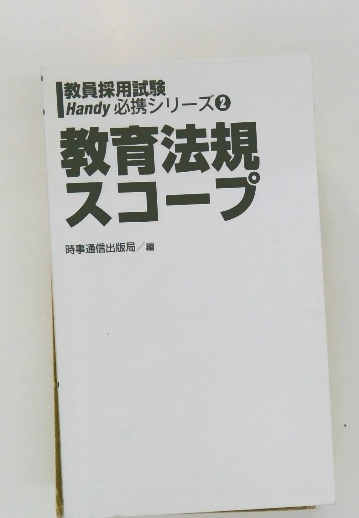 教員採用試験
Handy 必携シリーズ❷
教育法規
スコープ
時事通信出版局／編